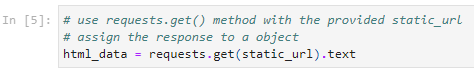 In [5]:
# use requests.get() method with the provided static_url
# assign the response to a object
html_data = requests.get(static_url).text